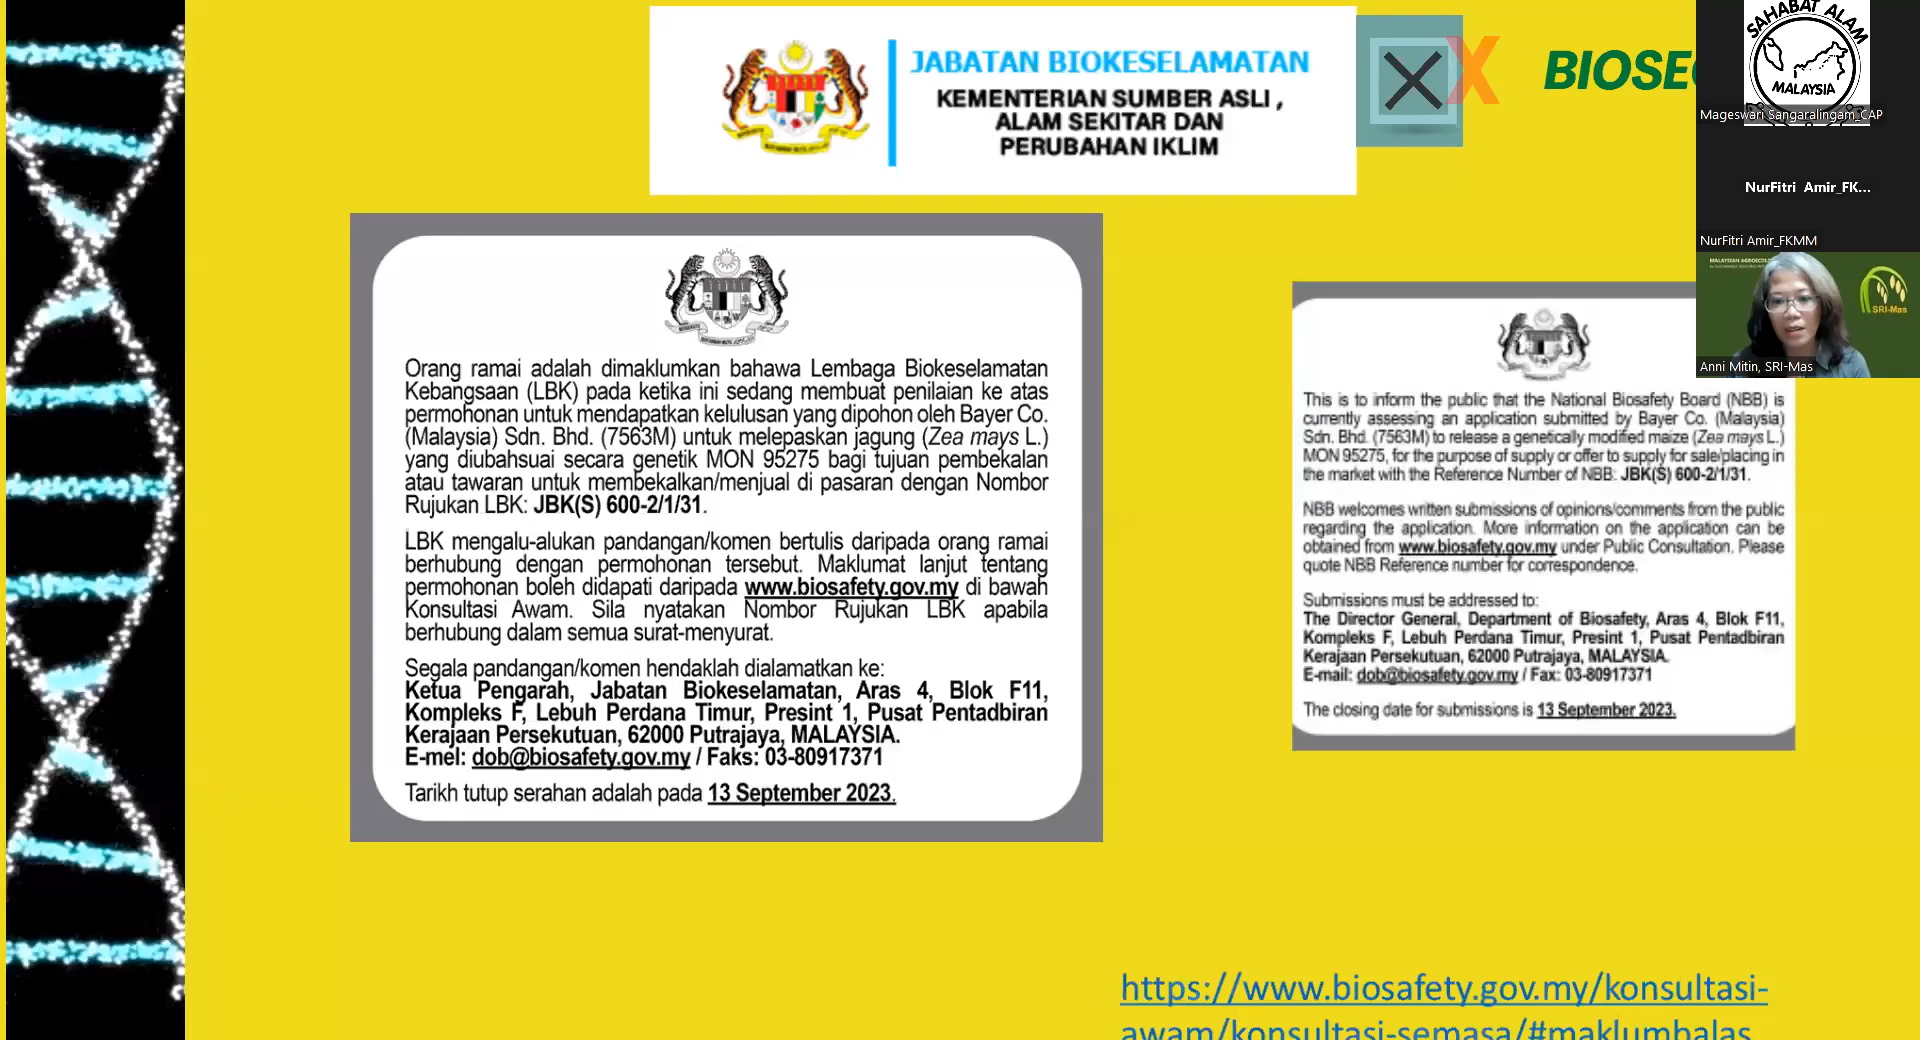 JABATAN BIOKESELAMATAN
KEMENTERIAN SUMBER ASLI ,
ALAM SEKITAR DAN
PERUBAHAN IKLIM
X
SAHABAT ALAM
MALAYSIA
Mageswari Sangaralingam_CAP
NurFitri Amir_FK...
NurFitri Amir_FKMM
SRI-Mas
Anni Mitin, SRI-Mas
Orang ramai adalah dimaklumkan bahawa Lembaga Biokeselamatan
Kebangsaan (LBK) pada ketika ini sedang membuat penilaian ke atas
permohonan untuk mendapatkan kelulusan yang dipohon oleh Bayer Co.
(Malaysia) Sdn. Bhd. (7563M) untuk melepaskan jagung (Zea mays L.)
yang diubahsuai secara genetik MON 95275 bagi tujuan pembekalan
atau tawaran untuk membekalkan/menjual di pasaran dengan Nombor
Rujukan LBK: JBK(S) 600-2/1/31.
LBK mengalu-alukan pandangan/komen bertulis daripada orang ramai
berhubung dengan permohonan tersebut. Maklumat lanjut tentang
permohonan boleh didapati daripada www.biosafety.gov.my di bawah
Konsultasi Awam. Sila nyatakan Nombor Rujukan LBK apabila
berhubung dalam semua surat-menyurat.
Segala pandangan/komen hendaklah dialamatkan ke:
Ketua Pengarah, Jabatan Biokeselamatan, Aras 4, Blok F11,
Kompleks F, Lebuh Perdana Timur, Presint 1, Pusat Pentadbiran
Kerajaan Persekutuan, 62000 Putrajaya, MALAYSIA.
E-mel: dob@biosafety.gov.my / Faks: 03-80917371
Tarikh tutup serahan adalah pada 13 September 2023.
This is to inform the public that the National Biosafety Board (NBB) is
currently assessing an application submitted by Bayer Co. (Malaysia)
Sdn. Bhd. (7563M) to release a genetically modified maize (Zea mays L.)
MON 95275, for the purpose of supply or offer to supply for sale/placing in
the market with the Reference Number of NBB: JBK(S) 600-2/1/31.
NBB welcomes written submissions of opinions/comments from the public
regarding the application. More information on the application can be
obtained from www.biosafety.gov.my under Public Consultation. Please
quote NBB Reference number for correspondence.
Submissions must be addressed to:
The Director General, Department of Biosafety, Aras 4, Blok F11,
Kompleks F, Lebuh Perdana Timur, Presint 1, Pusat Pentadbiran
Kerajaan Persekutuan, 62000 Putrajaya, MALAYSIA.
E-mail: dob@biosafety.gov.my / Fax: 03-80917371
The closing date for submissions is 13 September 2023.
https://www.biosafety.gov.my/konsultasi-
awam/konsultasi-semasa/#maklumbalas